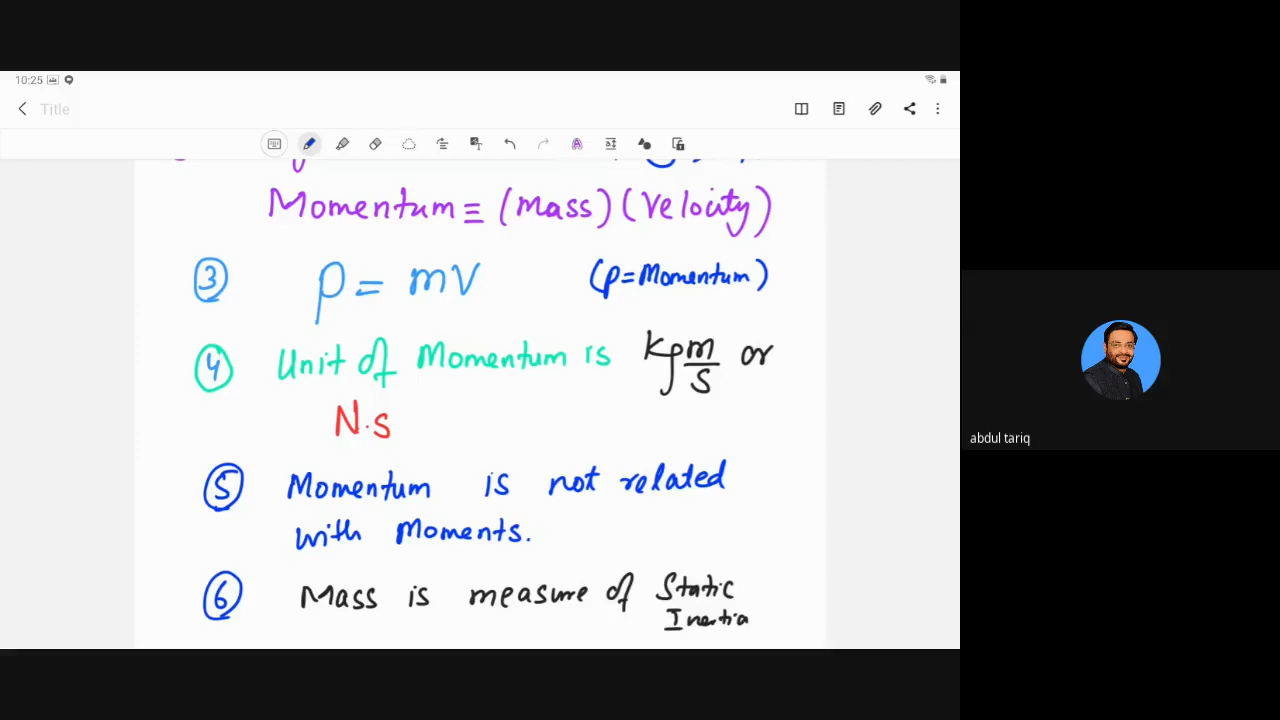 10:25
Title
Momentum ≡ (mass) (velocity)
③ P = mv (P=Momentum)
④ Unit of Momentum is kg m/s or
N.s
⑤ Momentum is not related
with Moments.
⑥ Mass is measure of Static
Inertia
abdul tariq